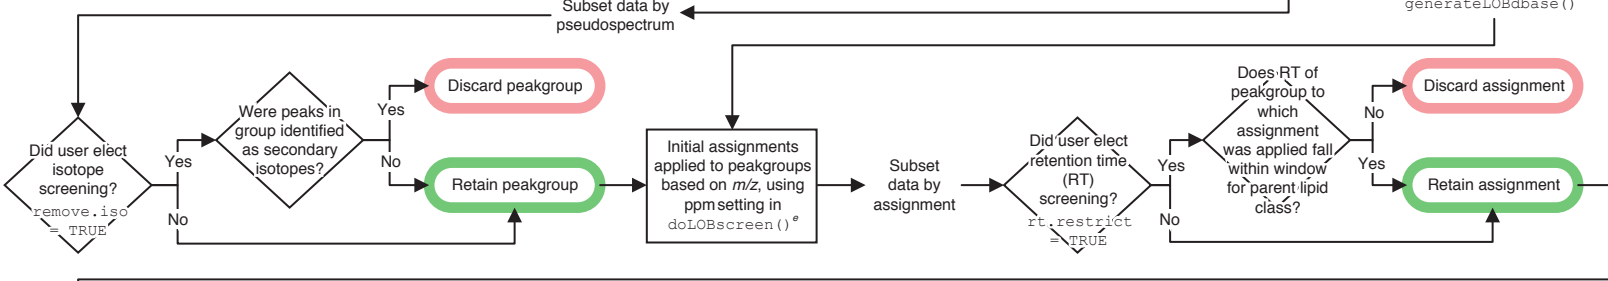 Subset data by
pseudospectrum
generateLOBdbase()
Did user elect
isotope
screening?
remove.iso
= TRUE
Yes
No
Were peaks in
group identified
as secondary
isotopes?
Yes
No
Discard peakgroup
Retain peakgroup
Initial assignments
applied to peakgroups
based on m/z, using
ppm setting in
doLOBscreen()e
Subset
data by
assignment
Did user elect
retention time
(RT)
screening?
rt.restrict
= TRUE
Yes
No
Does RT of
peakgroup to
which
assignment
was applied fall
within window
for parent lipid
class?
No
Yes
Discard assignment
Retain assignment